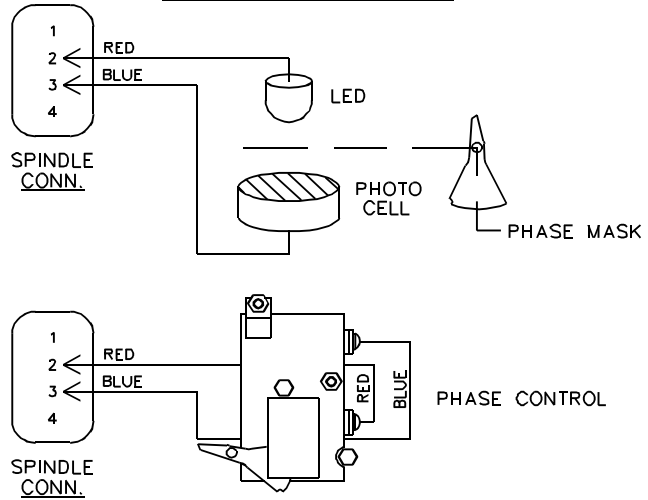 1
2
3
4
RED
BLUE
SPINDLE
CONN.
LED
PHOTO
CELL
PHASE MASK
1
2
3
4
RED
BLUE
SPINDLE
CONN.
RED
BLUE
PHASE CONTROL